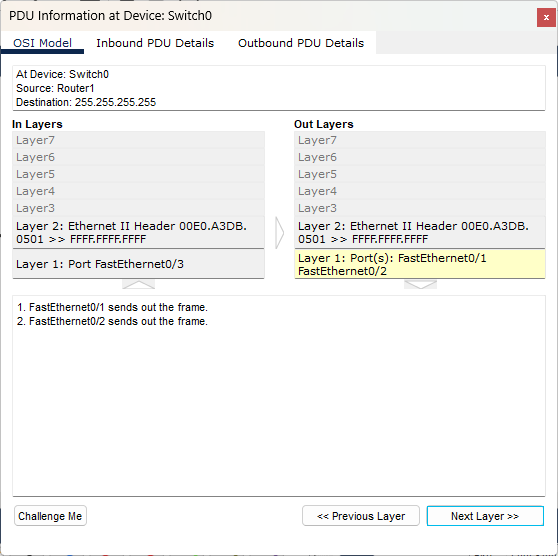 PDU Information at Device: Switch0
x
OSI Model
Inbound PDU Details
Outbound PDU Details
At Device: Switch0
Source: Router1
Destination: 255.255.255.255
In Layers
Layer7
Layer6
Layer5
Layer4
Layer3
Layer 2: Ethernet II Header 00E0.A3DB.
0501 >> FFFF.FFFF.FFFF
Layer 1: Port FastEthernet0/3
Out Layers
Layer7
Layer6
Layer5
Layer4
Layer3
Layer 2: Ethernet II Header 00E0.A3DB.
0501 >> FFFF.FFFF.FFFF
Layer 1: Port(s): FastEthernet0/1
FastEthernet0/2
1. FastEthernet0/1 sends out the frame.
2. FastEthernet0/2 sends out the frame.
Challenge Me
<< Previous Layer
Next Layer >>